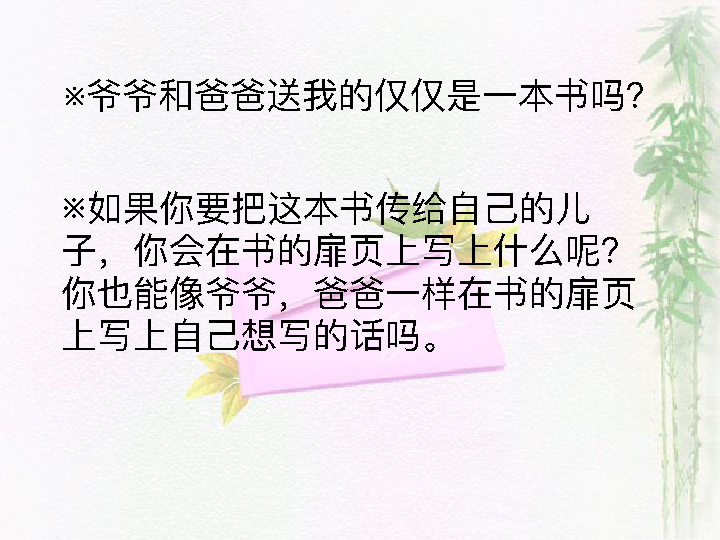 ※爷爷和爸爸送我的仅仅是一本书吗？
※如果你要把这本书传给自己的儿
子，你会在书的扉页上写上什么呢？
你也能像爷爷，爸爸一样在书的扉页
上写上自己想写的话吗。